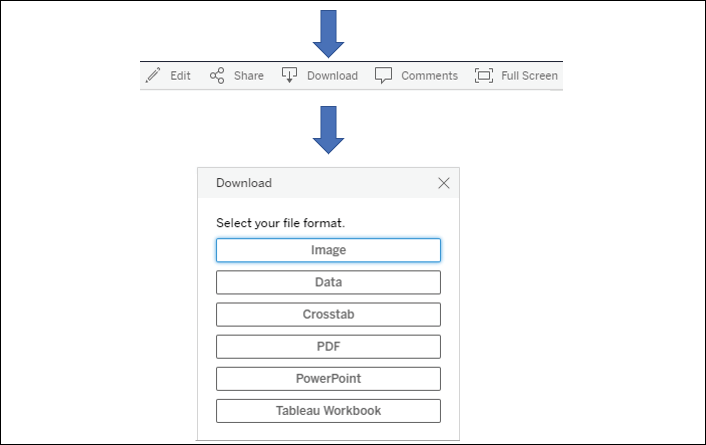 Edit Share Download Comments Full Screen
Download
Select your file format.
Image
Data
Crosstab
PDF
PowerPoint
Tableau Workbook